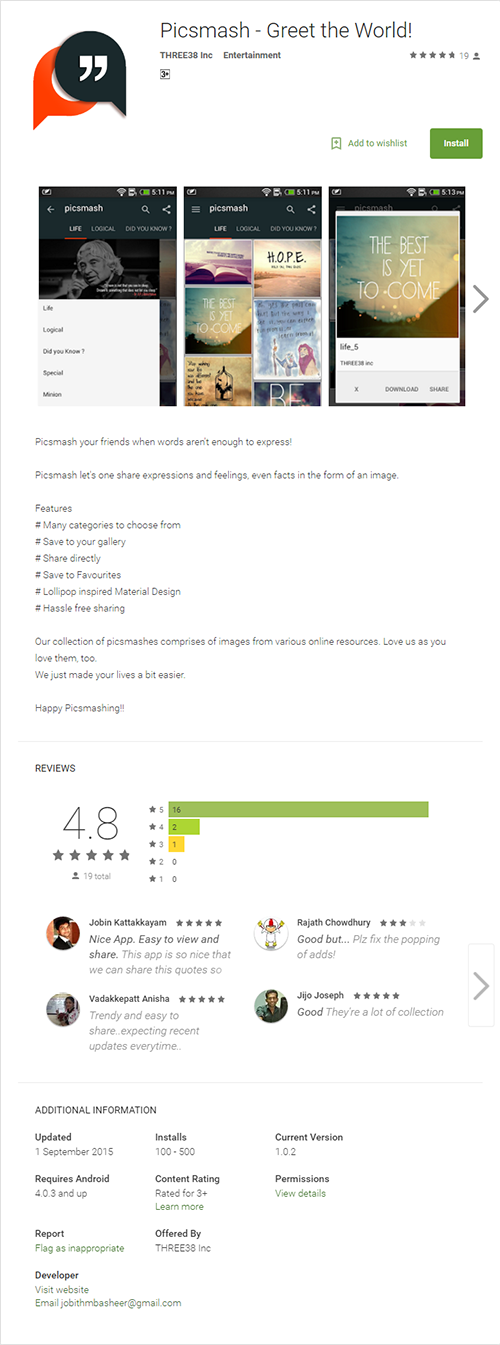 Picsmash - Greet the World!
THREE38 Inc Entertainment
19
3+
Add to wishlist
Install
5:11 PM
picsmash
LIFE LOGICAL DID YOU KNOW ?
Life
Logical
Did you Know ?
Special
Minion
5:11 PM
picsmash
LIFE LOGICAL DID YOU KNOW ?
H.O.P.E.
THE BEST
IS YET
TO COME
BE
5:13 PM
picsmash
THE BEST
IS YET
TO COME
life_5
THREE38 inc
X DOWNLOAD SHARE
Picsmash your friends when words aren't enough to express!
Picsmash let's one share expressions and feelings, even facts in the form of an image.
Features
# Many categories to choose from
# Save to your gallery
# Share directly
# Save to Favourites
# Lollipop inspired Material Design
# Hassle free sharing
Our collection of picsmashes comprises of images from various online resources. Love us as you
love them, too.
We just made your lives a bit easier.
Happy Picsmashing!!
REVIEWS
4.8
19 total
5 16
4 2
3 1
2 0
1 0
Jobin Kattakkayam
Nice App. Easy to view and
share. This app is so nice that
we can share this quotes so
Rajath Chowdhury
Good but... Plz fix the popping
of adds!
Vadakkepatt Anisha
Trendy and easy to
share..expecting recent
updates everytime..
Jijo Joseph
Good They're a lot of collection
ADDITIONAL INFORMATION
Updated
1 September 2015
Installs
100 - 500
Current Version
1.0.2
Requires Android
4.0.3 and up
Content Rating
Rated for 3+
Learn more
Permissions
View details
Report
Flag as inappropriate
Offered By
THREE38 Inc
Developer
Visit website
Email jobithmbasheer@gmail.com